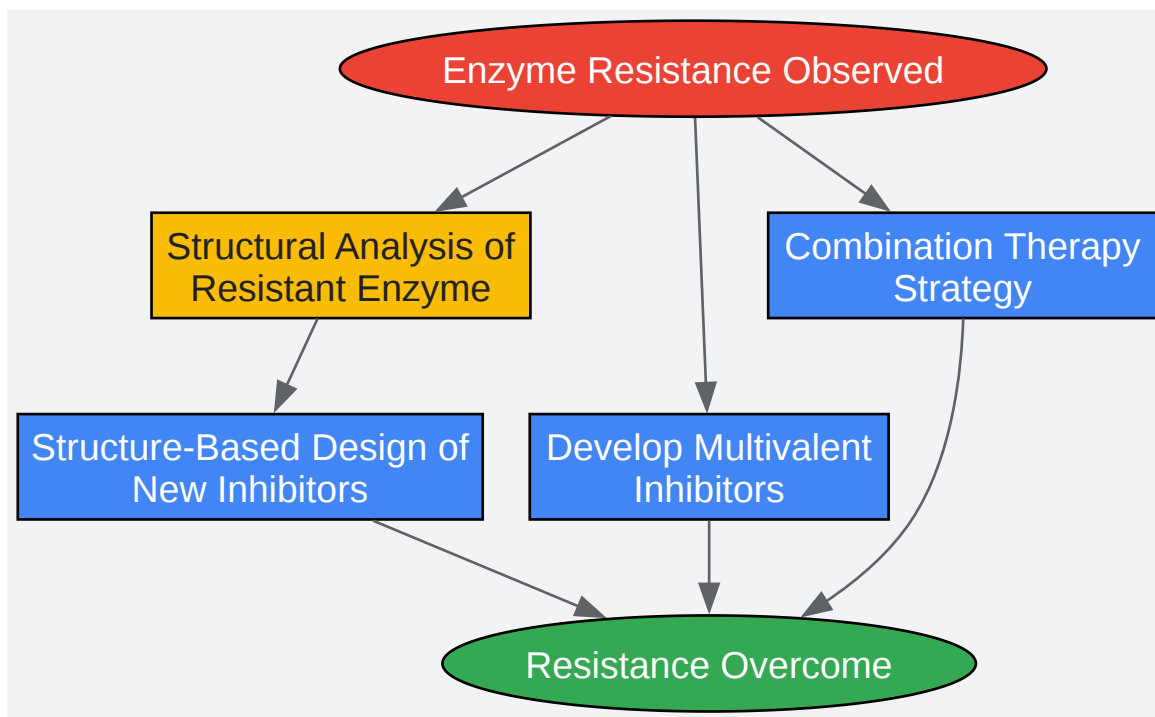 Enzyme Resistance Observed
Structural Analysis of
Resistant Enzyme
Combination Therapy
Strategy
Structure-Based Design of
New Inhibitors
Develop Multivalent
Inhibitors
Resistance Overcome